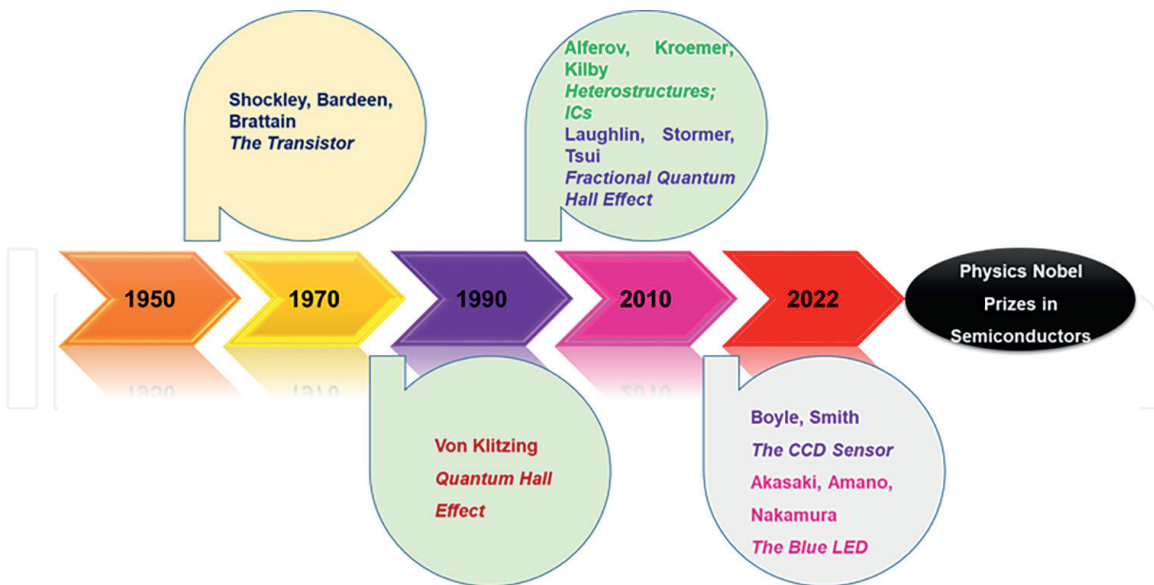 Shockley, Bardeen,
Brattain
The Transistor
Alferov, Kroemer,
Kilby
Heterostructures;
ICs
Laughlin, Stormer,
Tsui
Fractional Quantum
Hall Effect
1950
1970
1990
2010
2022
Physics Nobel
Prizes in
Semiconductors
Von Klitzing
Quantum Hall
Effect
Boyle, Smith
The CCD Sensor
Akasaki, Amano,
Nakamura
The Blue LED